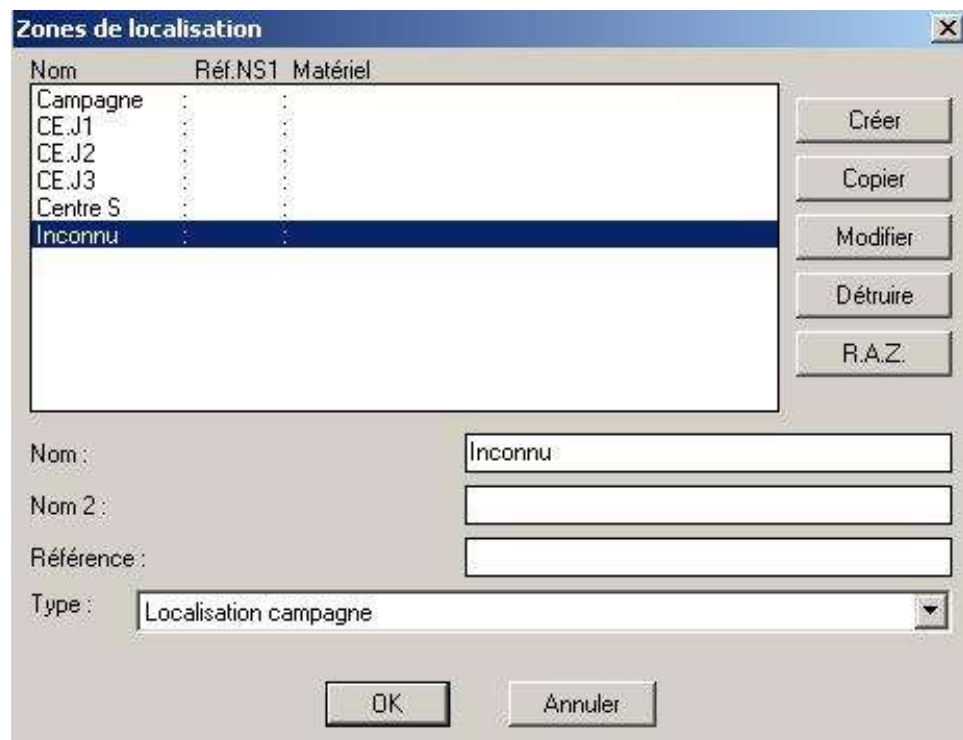 Zones de localisation
Nom Réf.NS1 Matériel
Campagne : :
CE.J1 : :
CE.J2 : :
CE.J3 : :
Centre S : :
Inconnu : :
Créer
Copier
Modifier
Détruire
R.A.Z.
Nom : Inconnu
Nom 2 :
Référence :
Type : Localisation campagne
OK Annuler